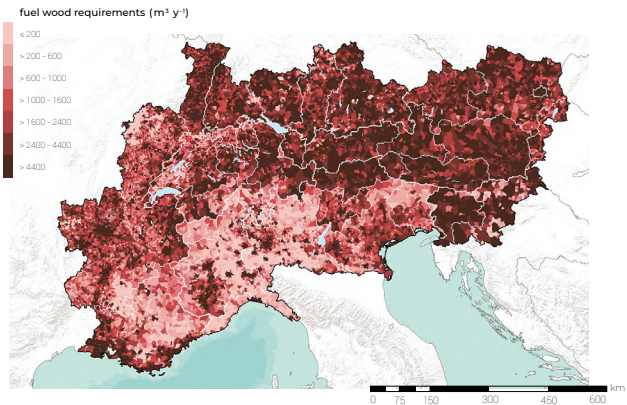 fuel wood requirements (m³ y⁻¹)
≤ 200
> 200 - 600
> 600 - 1000
> 1000 - 1600
> 1600 - 2400
> 2400 - 4400
> 4400
km
0 75 150 300 450 600